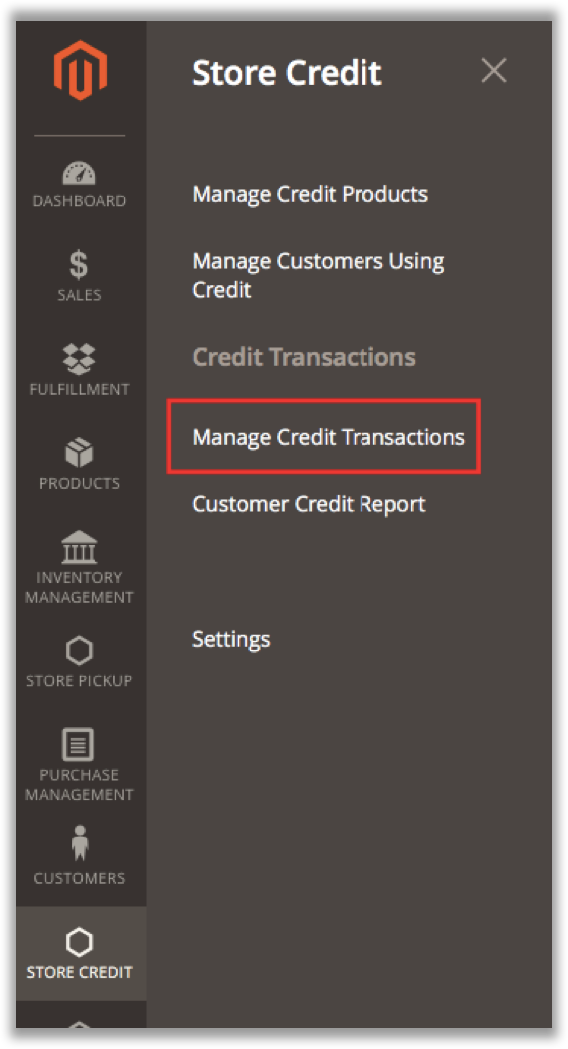 Store Credit
DASHBOARD
SALES
FULFILLMENT
PRODUCTS
INVENTORY
MANAGEMENT
STORE PICKUP
PURCHASE
MANAGEMENT
CUSTOMERS
STORE CREDIT
Manage Credit Products
Manage Customers Using
Credit
Credit Transactions
Manage Credit Transactions
Customer Credit Report
Settings